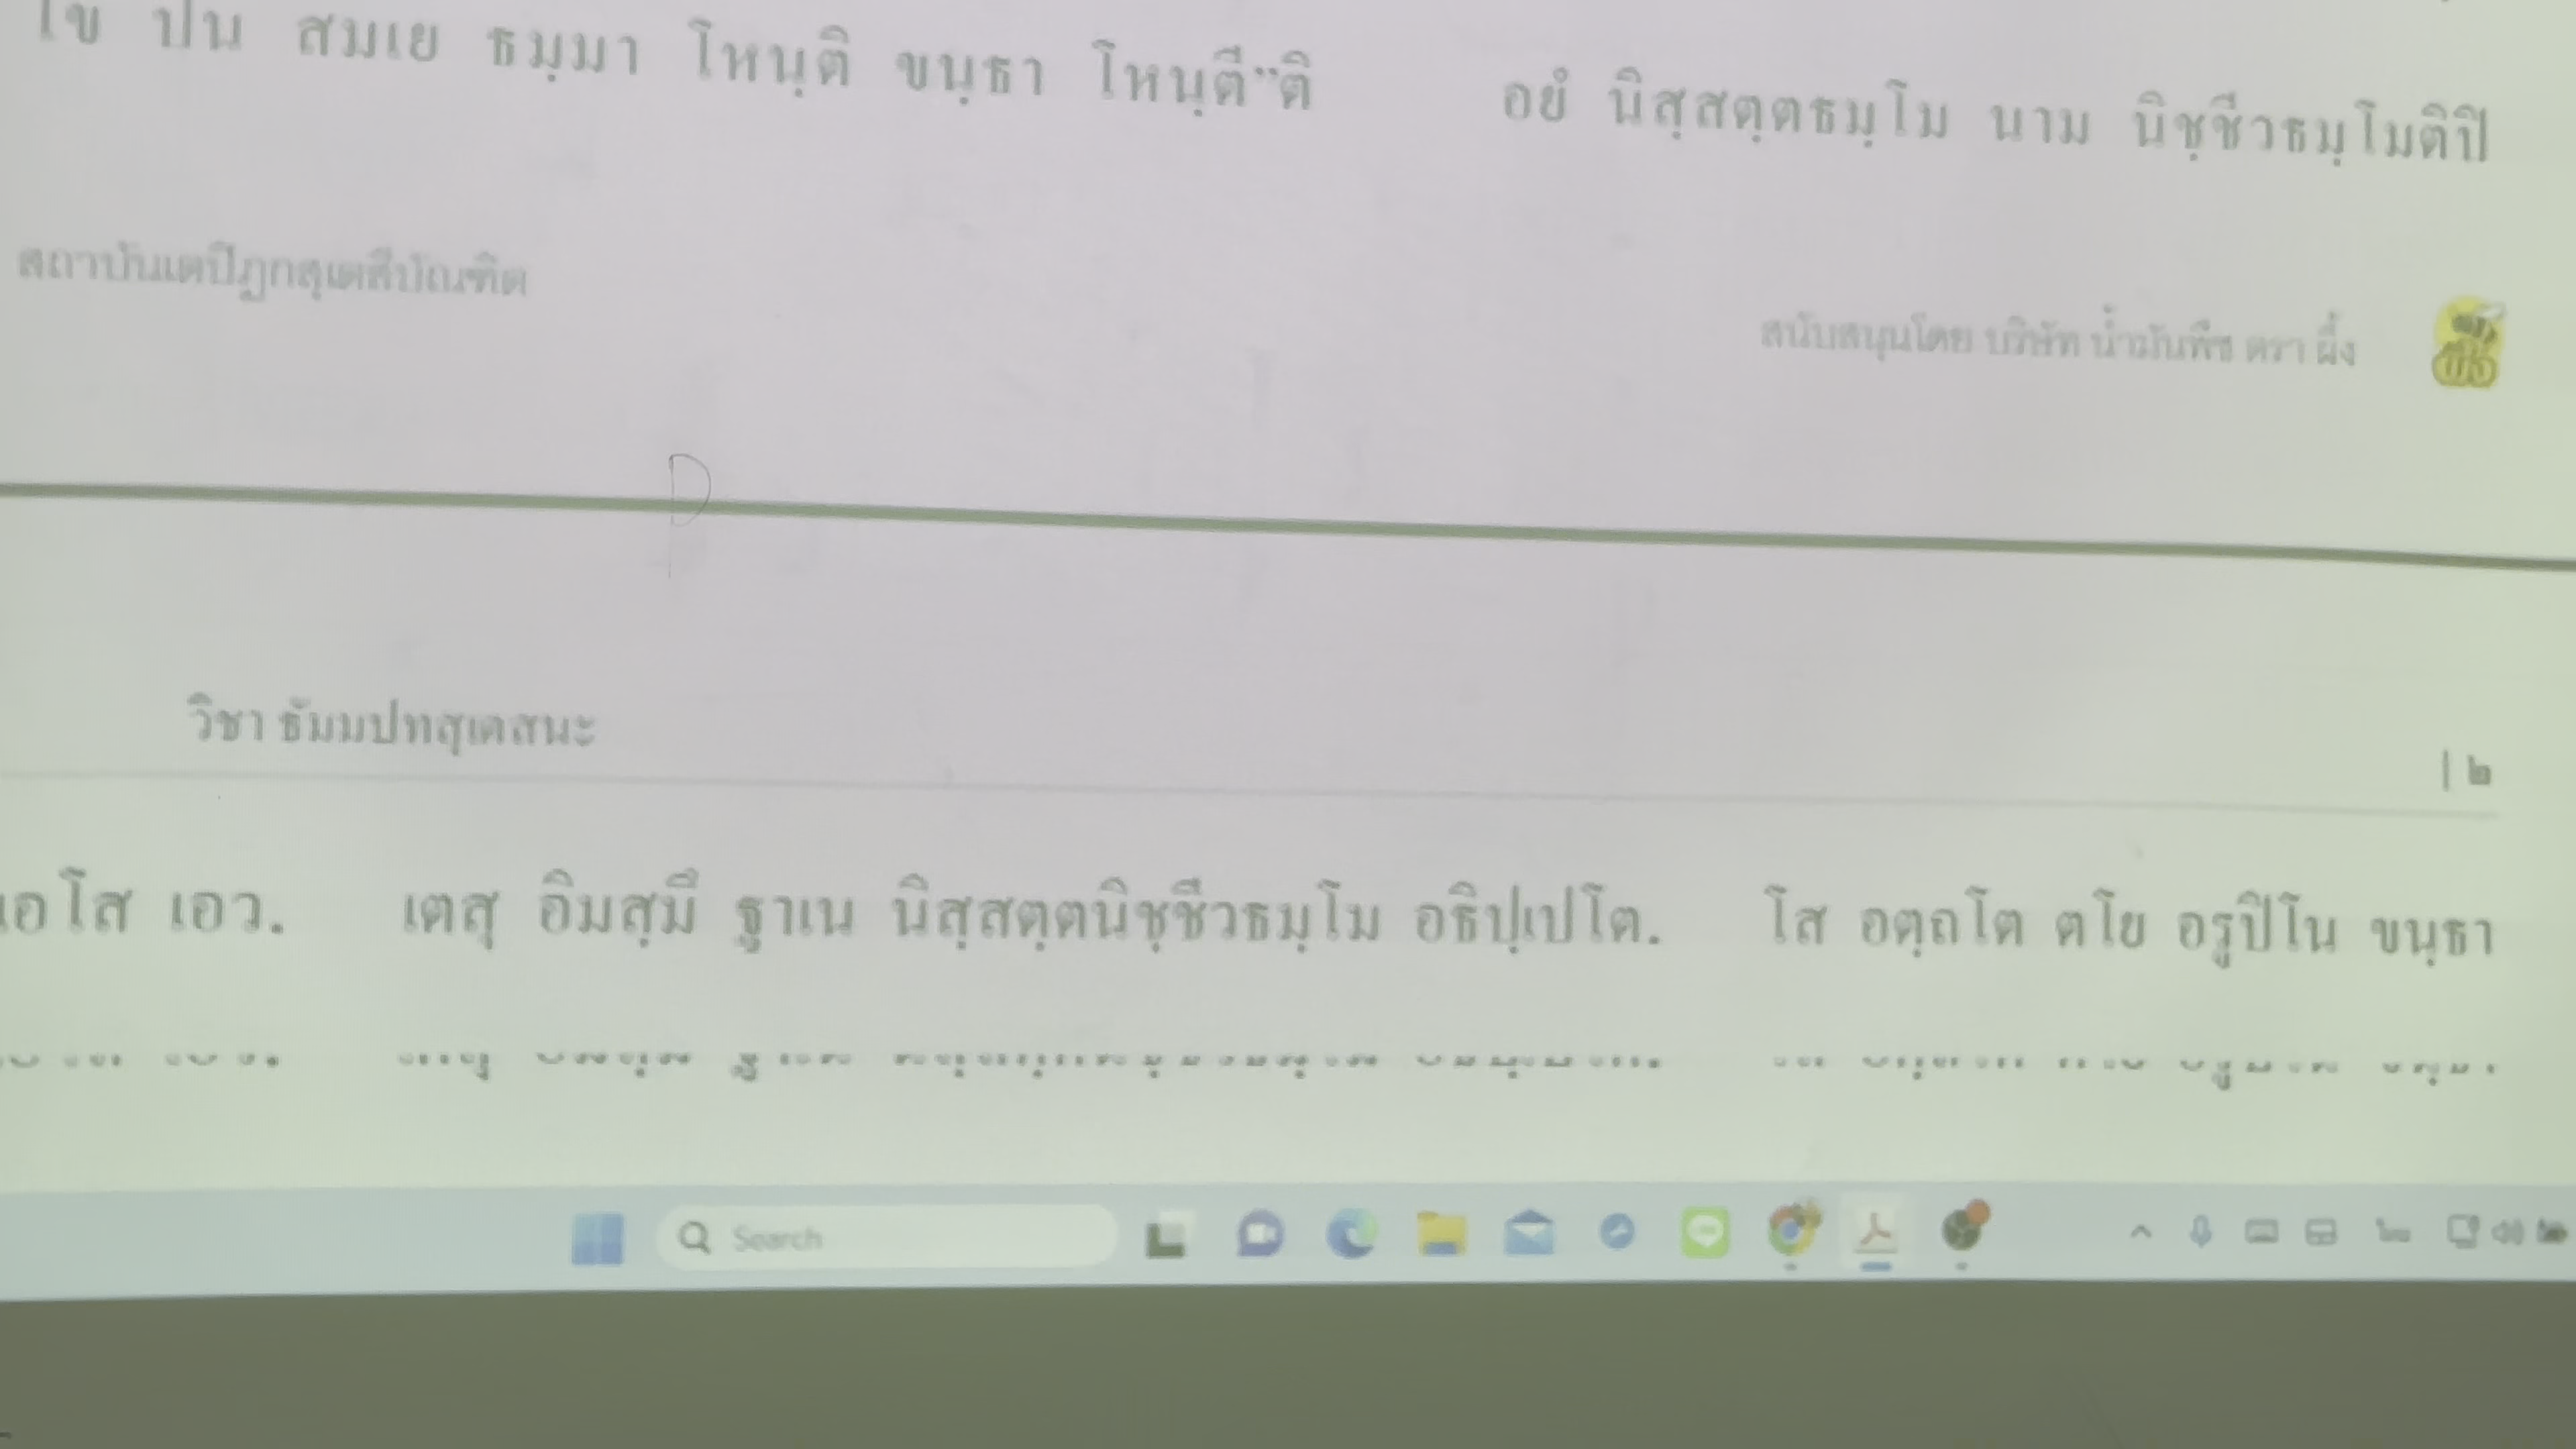 โข ปน สมเย ธมฺมา โหนฺติ ขนฺธา โหนฺตี”ติ อยํ นิสฺสตฺตธมฺโม นาม นิชฺชีวธมฺโมติปิ
สถาบันเตปิฏกสุเตสีบัณฑิต
สนับสนุนโดย บริษัท น้ำมันพืช ตรา ผึ้ง
วิชา ธัมมปทสุเตสนะ
| ๒
เอโส เอว. เตสุ อิมสฺมึ ฐาเน นิสฺสตฺตนิชฺชีวธมฺโม อธิปฺเปโต. โส อตฺถโต ตโย อรูปิโน ขนฺธา
Search